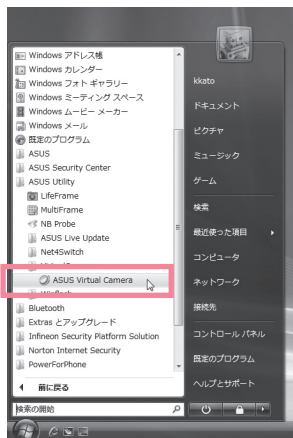 Windows アドレス帳
Windows カレンダー
Windows フォト ギャラリー
Windows ミーティング スペース
Windows ムービー メーカー
Windows メール
既定のプログラム
ASUS
ASUS Security Center
ASUS Utility
LifeFrame
MultiFrame
NB Probe
ASUS Live Update
Net4Switch
ASUS Virtual Camera
Winflash
Bluetooth
Extras とアップグレード
Infineon Security Platform Solution
Norton Internet Security
PowerForPhone
前に戻る
検索の開始
kkato
ドキュメント
ピクチャ
ミュージック
ゲーム
検索
最近使った項目
コンピュータ
ネットワーク
接続先
コントロール パネル
既定のプログラム
ヘルプとサポート